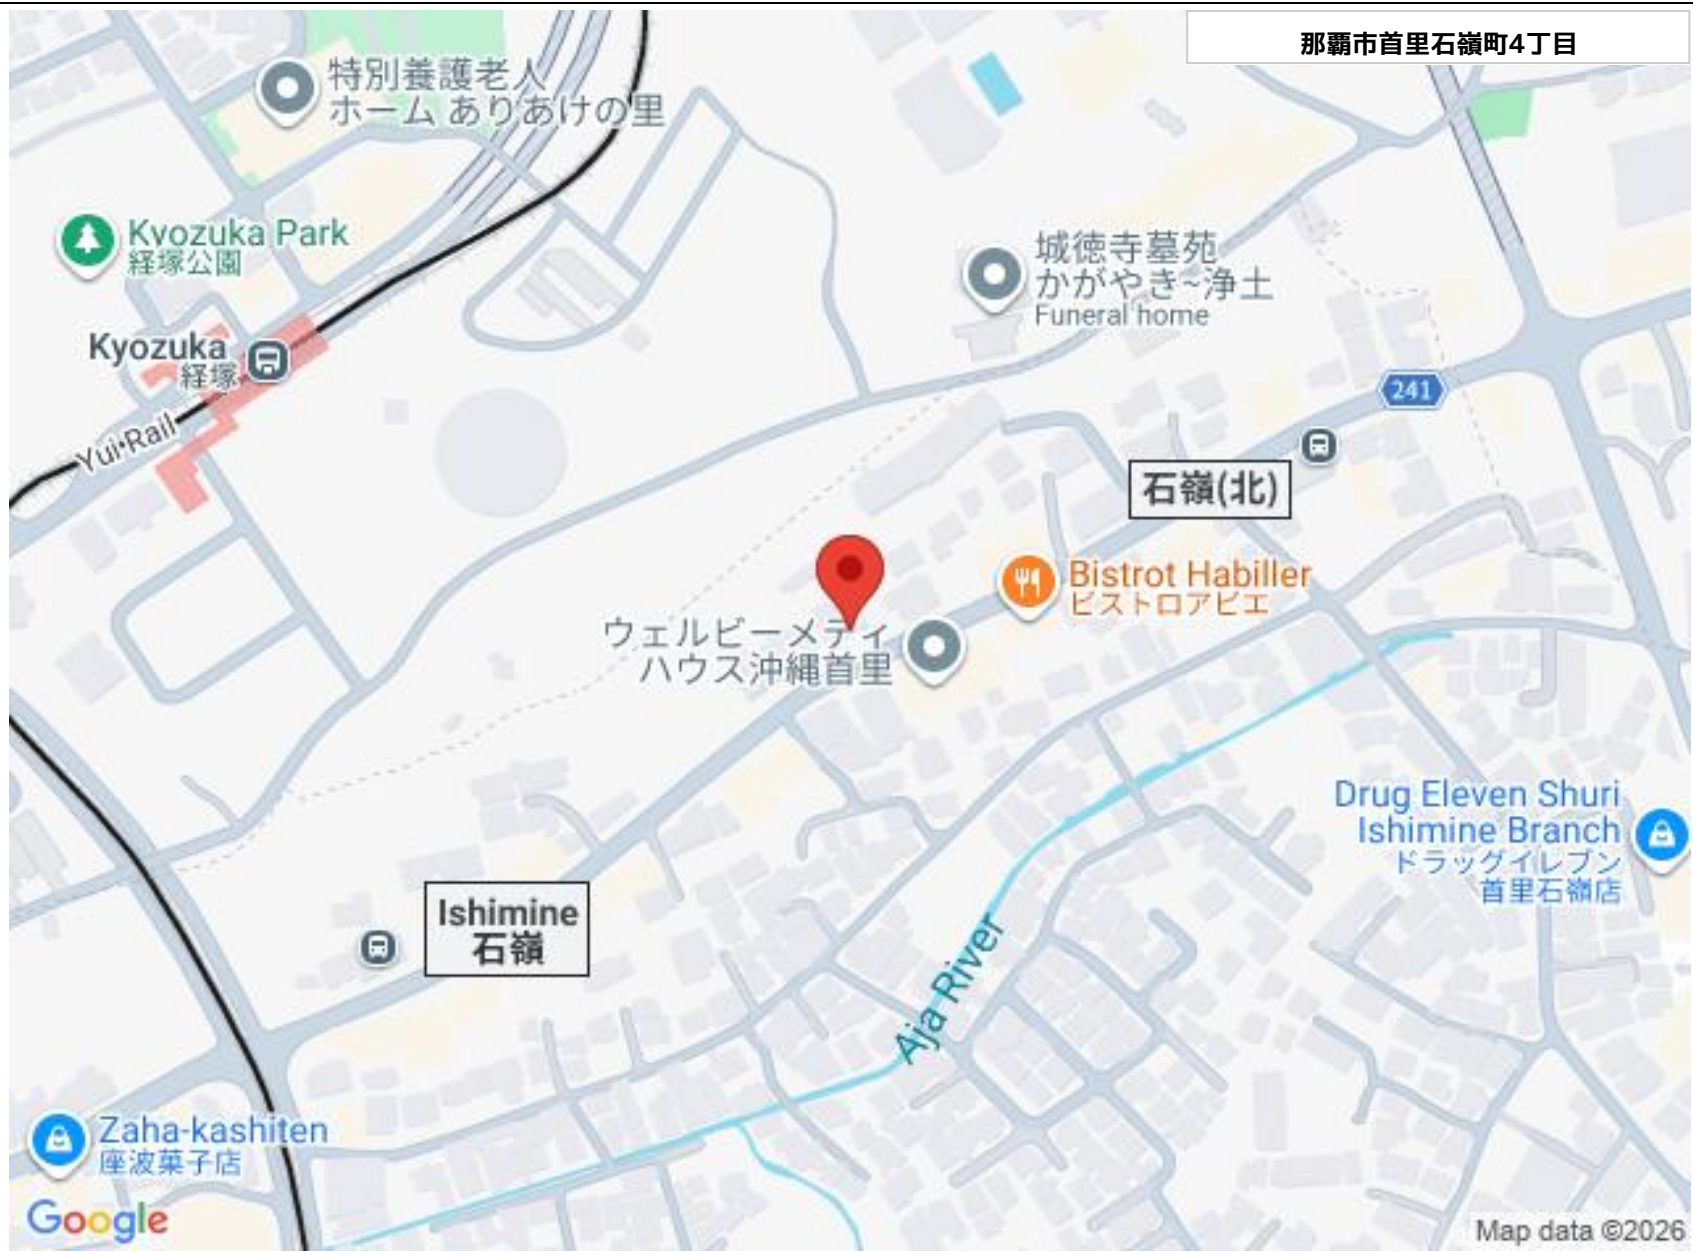 那覇市首里石嶺町4丁目
特別養護老人
ホーム ありあけの里
Kyozuka Park
経塚公園
城徳寺墓苑
かがやき~浄土
Funeral home
Kyozuka
経塚
Yui Rail
241
石嶺(北)
Bistrot Habiller
ビストロアビエ
ウェルビーメディ
ハウス沖縄首里
Drug Eleven Shuri
Ishimine Branch
ドラッグイレブン
首里石嶺店
Ishimine
石嶺
Aja River
Zaha-kashiten
座波菓子店
Google
Map data ©2026